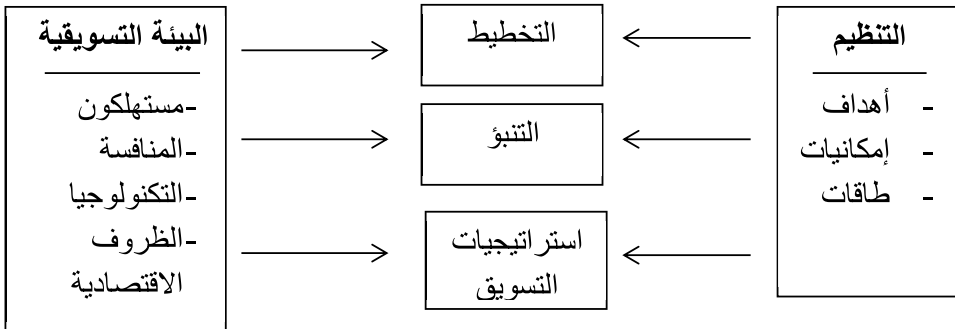 التنظيم
- أهداف
- إمكانيات
- طاقات
التخطيط
التنبؤ
استراتيجيات
التسويق
البيئة التسويقية
-مستهلكون
-المنافسة
-التكنولوجيا
-الظروف
الاقتصادية